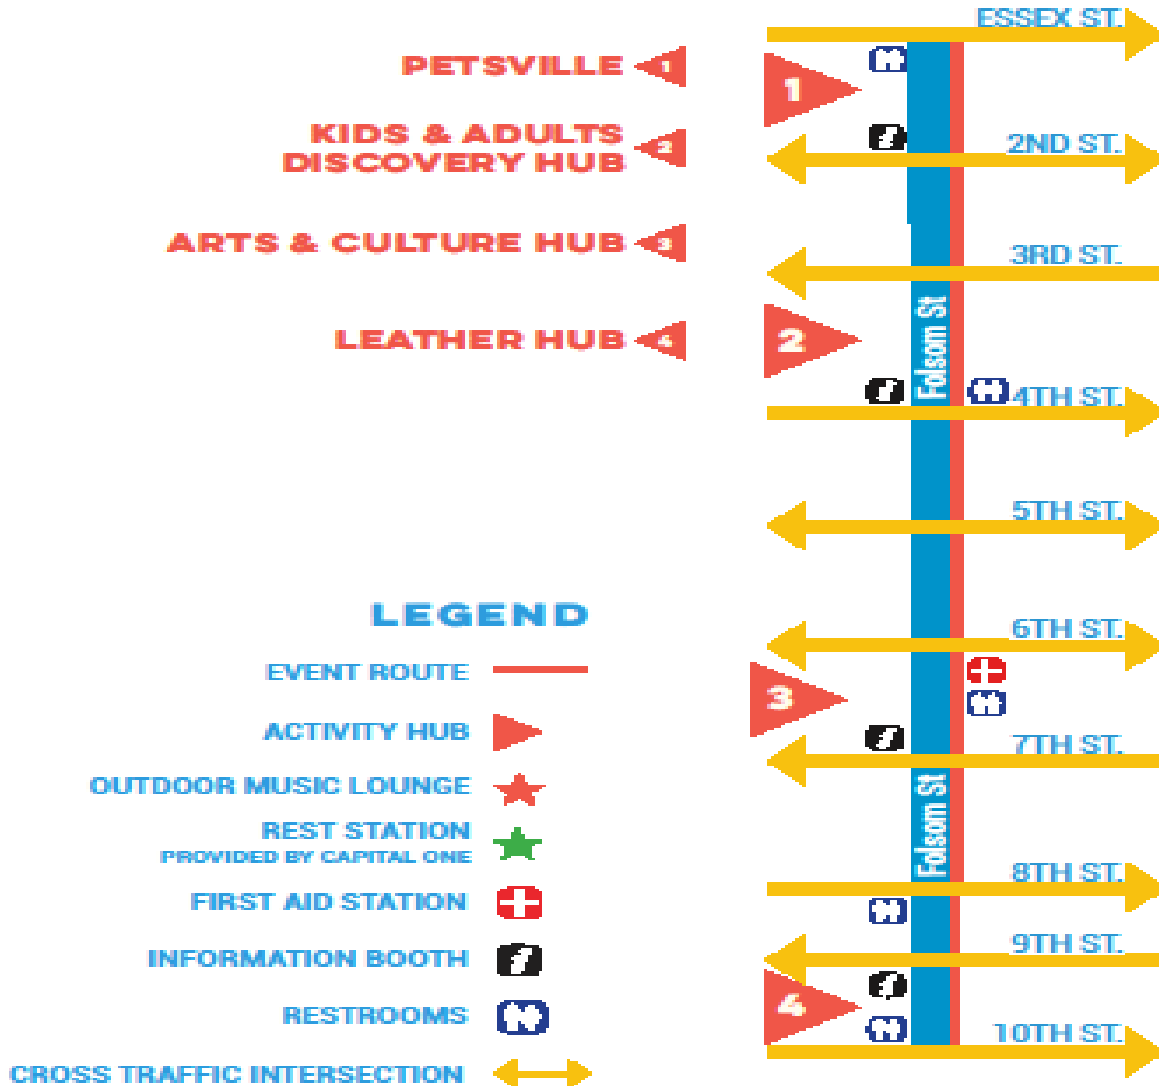 PETSVILLE 1
KIDS & ADULTS
DISCOVERY HUB 2
ARTS & CULTURE HUB 3
LEATHER HUB 4
LEGEND
EVENT ROUTE
ACTIVITY HUB
OUTDOOR MUSIC LOUNGE
REST STATION
PROVIDED BY CAPITAL ONE
FIRST AID STATION
INFORMATION BOOTH
RESTROOMS
CROSS TRAFFIC INTERSECTION
ESSEX ST.
1
2ND ST.
3RD ST.
2
Folsom St
4TH ST.
5TH ST.
6TH ST.
3
7TH ST.
Folsom St
8TH ST.
9TH ST.
4
10TH ST.